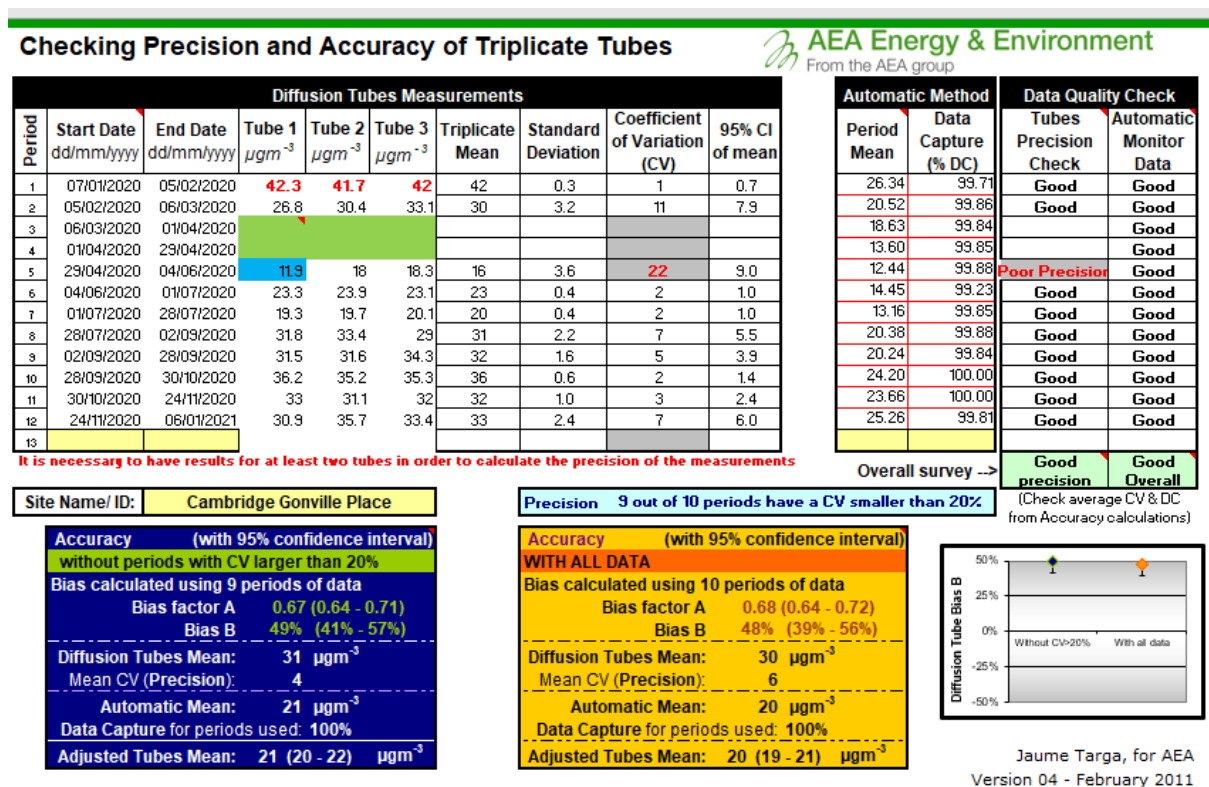 Checking Precision and Accuracy of Triplicate Tubes
AEA Energy & Environment
From the AEA group
Diffusion Tubes Measurements
Automatic Method
Data Quality Check
Period Start Date dd/mm/yyyy End Date dd/mm/yyyy Tube 1 µgm-3 Tube 2 µgm-3 Tube 3 µgm-3 Triplicate Mean Standard Deviation Coefficient of Variation (CV) 95% CI of mean Period Mean Data Capture (% DC) Tubes Precision Check Automatic Monitor Data
1 07/01/2020 05/02/2020 42.3 41.7 42 42 0.3 1 0.7 26.34 99.71 Good Good
2 05/02/2020 06/03/2020 26.8 30.4 33.1 30 3.2 11 7.9 20.52 99.86 Good Good
3 06/03/2020 01/04/2020 18.63 99.84 Good
4 01/04/2020 29/04/2020 13.60 99.85 Good
5 29/04/2020 04/06/2020 11.9 18 18.3 16 3.6 22 9.0 12.44 99.88 Poor Precision Good
6 04/06/2020 01/07/2020 23.3 23.9 23.1 23 0.4 2 1.0 14.45 99.23 Good Good
7 01/07/2020 28/07/2020 19.3 19.7 20.1 20 0.4 2 1.0 13.16 99.85 Good Good
8 28/07/2020 02/09/2020 31.8 33.4 29 31 2.2 7 5.5 20.38 99.88 Good Good
9 02/09/2020 28/09/2020 31.5 31.6 34.3 32 1.6 5 3.9 20.24 99.84 Good Good
10 28/09/2020 30/10/2020 36.2 35.2 35.3 36 0.6 2 1.4 24.20 100.00 Good Good
11 30/10/2020 24/11/2020 33 31.1 32 32 1.0 3 2.4 23.66 100.00 Good Good
12 24/11/2020 06/01/2021 30.9 35.7 33.4 33 2.4 7 6.0 25.26 99.81 Good Good
13
It is necessary to have results for at least two tubes in order to calculate the precision of the measurements
Overall survey --> Good precision Good Overall
Site Name/ ID: Cambridge Gonville Place
Precision 9 out of 10 periods have a CV smaller than 20%
(Check average CV & DC
from Accuracy calculations)
Accuracy (with 95% confidence interval)
without periods with CV larger than 20%
Bias calculated using 9 periods of data
Bias factor A 0.67 (0.64 - 0.71)
Bias B 49% (41% - 57%)
Diffusion Tubes Mean: 31 µgm-3
Mean CV (Precision): 4
Automatic Mean: 21 µgm-3
Data Capture for periods used: 100%
Adjusted Tubes Mean: 21 (20 - 22) µgm-3
Accuracy (with 95% confidence interval)
WITH ALL DATA
Bias calculated using 10 periods of data
Bias factor A 0.68 (0.64 - 0.72)
Bias B 48% (39% - 56%)
Diffusion Tubes Mean: 30 µgm-3
Mean CV (Precision): 6
Automatic Mean: 20 µgm-3
Data Capture for periods used: 100%
Adjusted Tubes Mean: 20 (19 - 21) µgm-3
Diffusion Tube Bias B
50%
25%
0%
-25%
-50%
Without CV>20% With all data
Jaume Targa, for AEA
Version 04 - February 2011